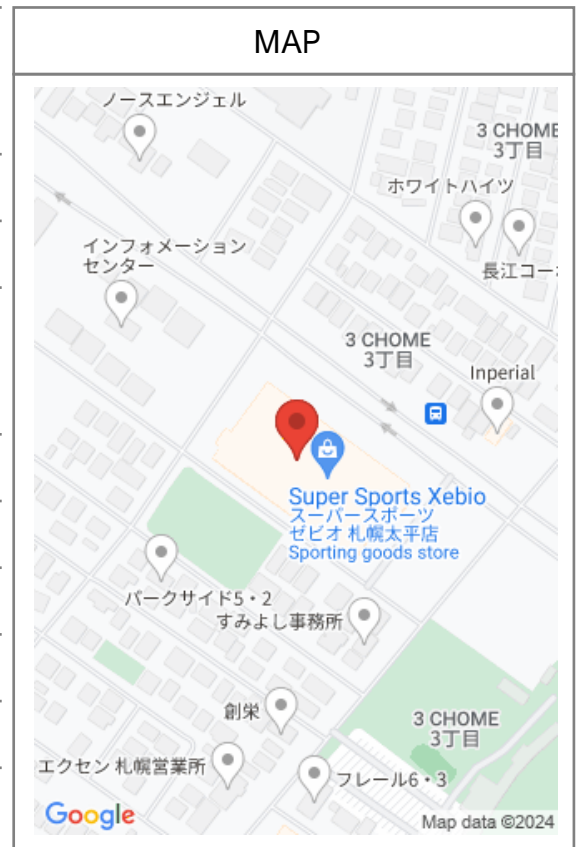 MAP
ノースエンジェル
3 CHOME
3丁目
ホワイトハイツ
インフォメーション
センター
長江コーポ
3 CHOME
3丁目
Inperial
Super Sports Xebio
スーパースポーツ
ゼビオ 札幌太平店
Sporting goods store
パークサイド5・2
すみよし事務所
創栄
3 CHOME
3丁目
エクセン 札幌営業所
フレール6・3
Google
Map data ©2024